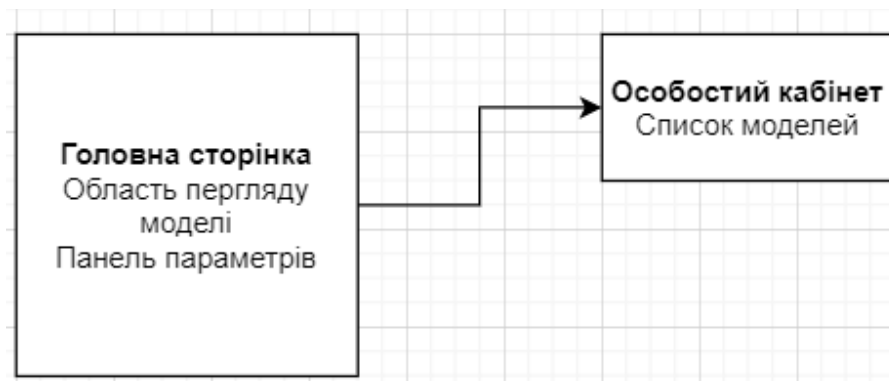 Головна сторінка
Область пергляду
моделі
Панель параметрів
Особостий кабінет
Список моделей